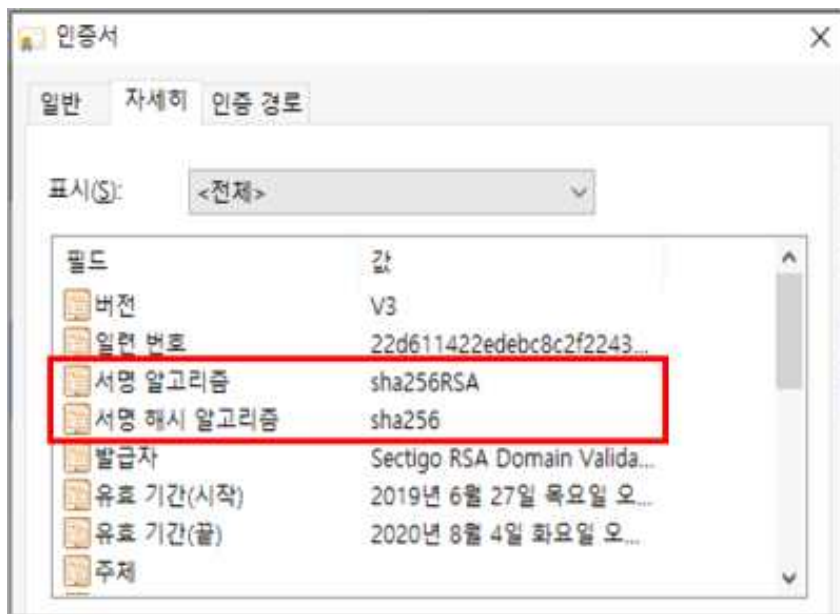 인증서
일반 자세히 인증 경로
표시(S): <전체>
필드 값
버전 V3
일련 번호 22d611422edebc8c2f2243...
서명 알고리즘 sha256RSA
서명 해시 알고리즘 sha256
발급자 Sectigo RSA Domain Valida...
유효 기간(시작) 2019년 6월 27일 목요일 오...
유효 기간(끝) 2020년 8월 4일 화요일 오...
주체